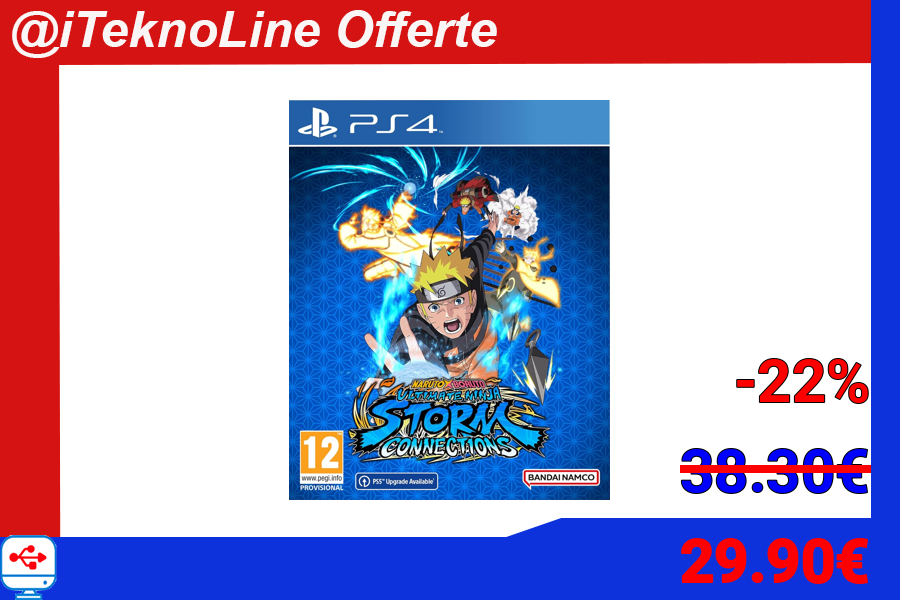 @iTeknoLine Offerte
PS4
NARUTO X BORUTO
ULTIMATE NINJA
STORM
CONNECTIONS
12
www.pegi.info
PROVISIONAL
PS5™ Upgrade Available
BANDAI NAMCO
-22%
38.30€
29.90€